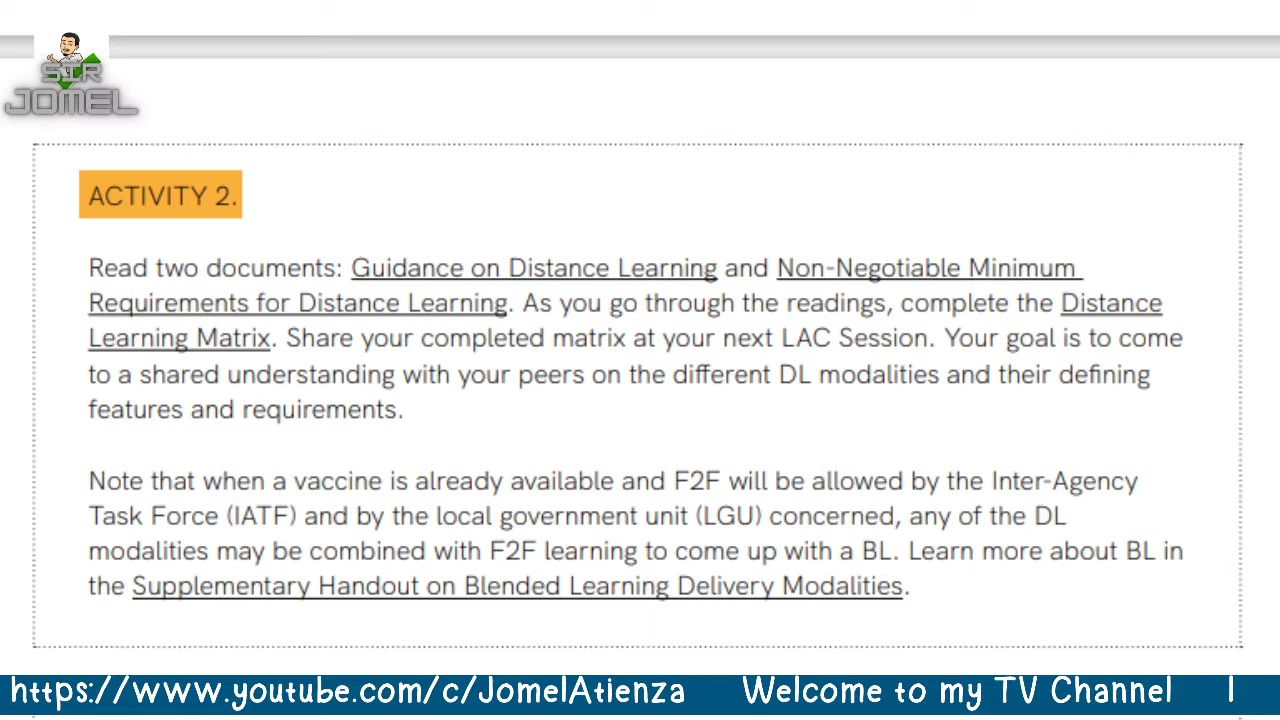 SIR
JOMEL
ACTIVITY 2.
Read two documents: Guidance on Distance Learning and Non-Negotiable Minimum
Requirements for Distance Learning. As you go through the readings, complete the Distance
Learning Matrix. Share your completed matrix at your next LAC Session. Your goal is to come
to a shared understanding with your peers on the different DL modalities and their defining
features and requirements.
Note that when a vaccine is already available and F2F will be allowed by the Inter-Agency
Task Force (IATF) and by the local government unit (LGU) concerned, any of the DL
modalities may be combined with F2F learning to come up with a BL. Learn more about BL in
the Supplementary Handout on Blended Learning Delivery Modalities.
https://www.youtube.com/c/JomelAtienza Welcome to my TV Channel